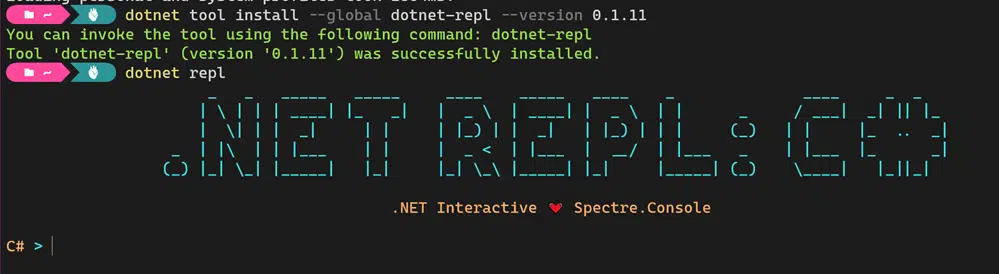 dotnet tool install --global dotnet-repl --version 0.1.11
You can invoke the tool using the following command: dotnet-repl
Tool 'dotnet-repl' (version '0.1.11') was successfully installed.
dotnet repl
.NET REPL: C#
.NET Interactive ❤ Spectre.Console
C# >